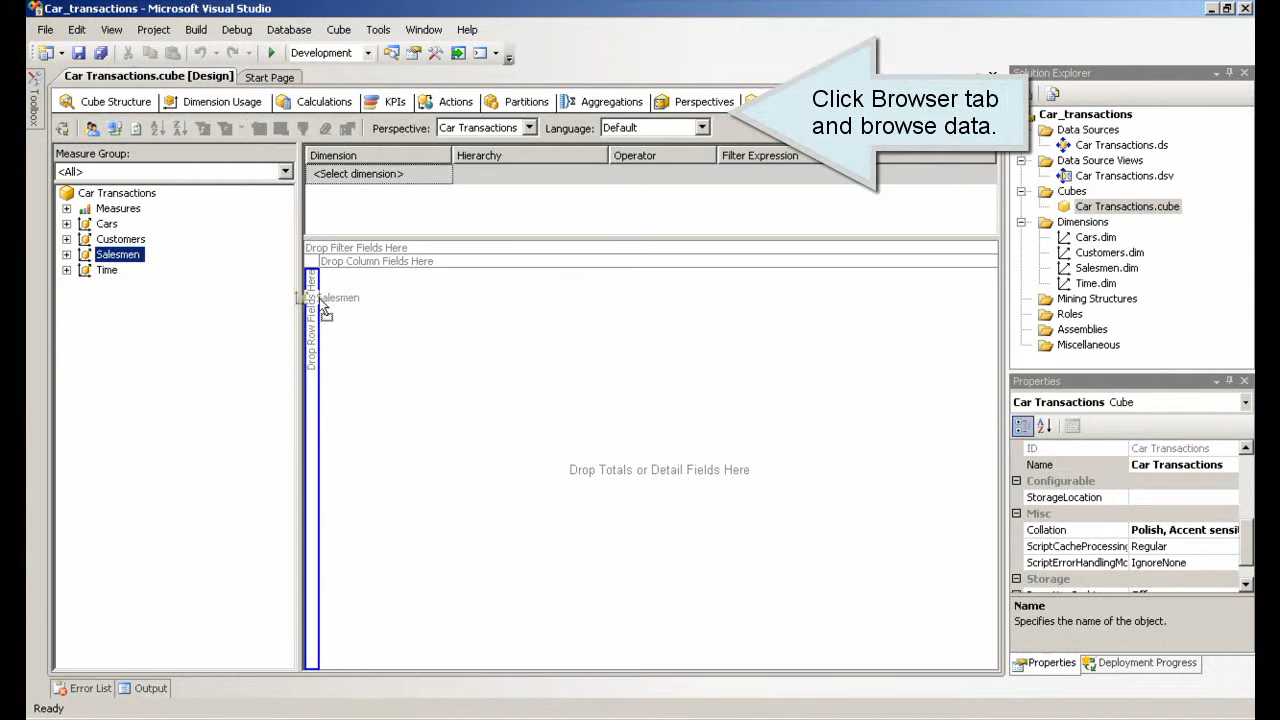 Car_transactions - Microsoft Visual Studio
File Edit View Project Build Debug Database Cube Tools Window Help
Development
Toolbox
Car Transactions.cube [Design] Start Page
Cube Structure Dimension Usage Calculations KPIs Actions Partitions Aggregations Perspectives
Perspective: Car Transactions Language: Default
Click Browser tab
and browse data.
Measure Group:
<All>
Car Transactions
Measures
Cars
Customers
Salesmen
Time
Dimension Hierarchy Operator Filter Expression
<Select dimension>
Drop Filter Fields Here
Drop Column Fields Here
Drop Row Fields Here
Salesmen
Drop Totals or Detail Fields Here
Solution Explorer
Car_transactions
Data Sources
Car Transactions.ds
Data Source Views
Car Transactions.dsv
Cubes
Car Transactions.cube
Dimensions
Cars.dim
Customers.dim
Salesmen.dim
Time.dim
Mining Structures
Roles
Assemblies
Miscellaneous
Properties
Car Transactions Cube
ID Car Transactions
Name Car Transactions
Configurable
StorageLocation
Misc
Collation Polish, Accent sensi
ScriptCacheProcessing Regular
ScriptErrorHandlingMo IgnoreNone
Storage
Name
Specifies the name of the object.
Properties Deployment Progress
Error List Output
Ready